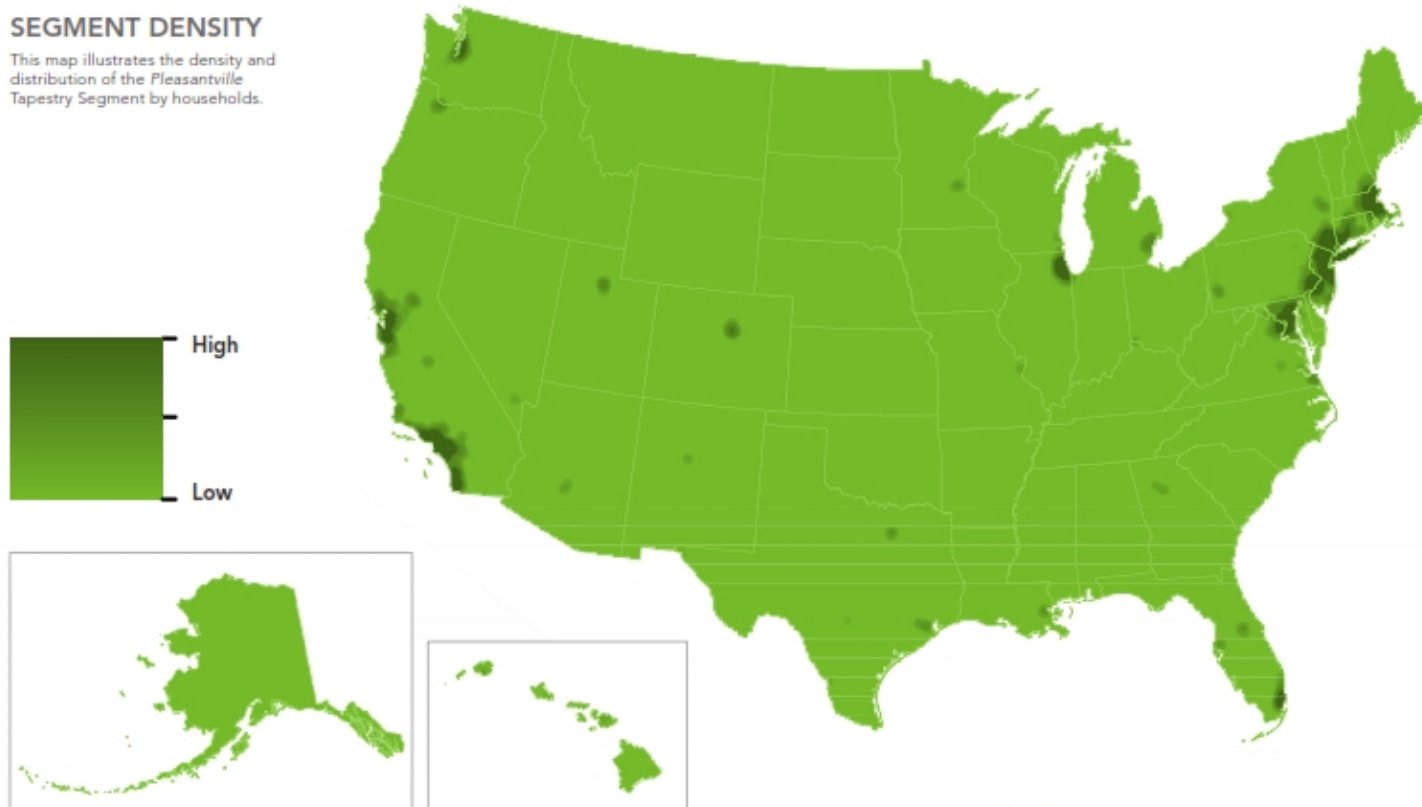 SEGMENT DENSITY
This map illustrates the density and
distribution of the Pleasantville
Tapestry Segment by households.
High
Low